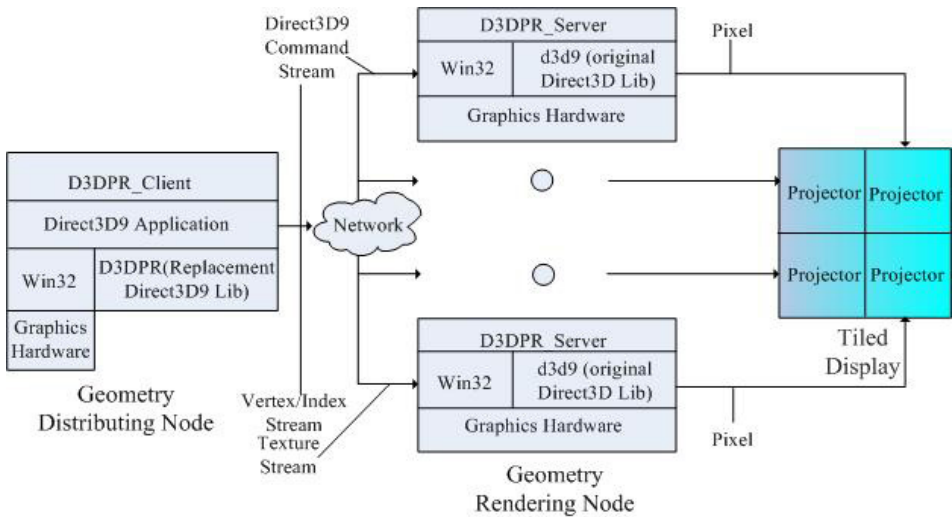 Direct3D9
Command
Stream
D3DPR_Server
Win32
d3d9 (original
Direct3D Lib)
Graphics Hardware
Pixel
D3DPR_Client
Direct3D9 Application
Win32
D3DPR(Replacement
Direct3D9 Lib)
Graphics
Hardware
Geometry
Distributing Node
Network
Vertex/Index
Stream
Texture
Stream
D3DPR_Server
Win32
d3d9 (original
Direct3D Lib)
Graphics Hardware
Geometry
Rendering Node
Pixel
Projector
Projector
Projector
Projector
Tiled
Display